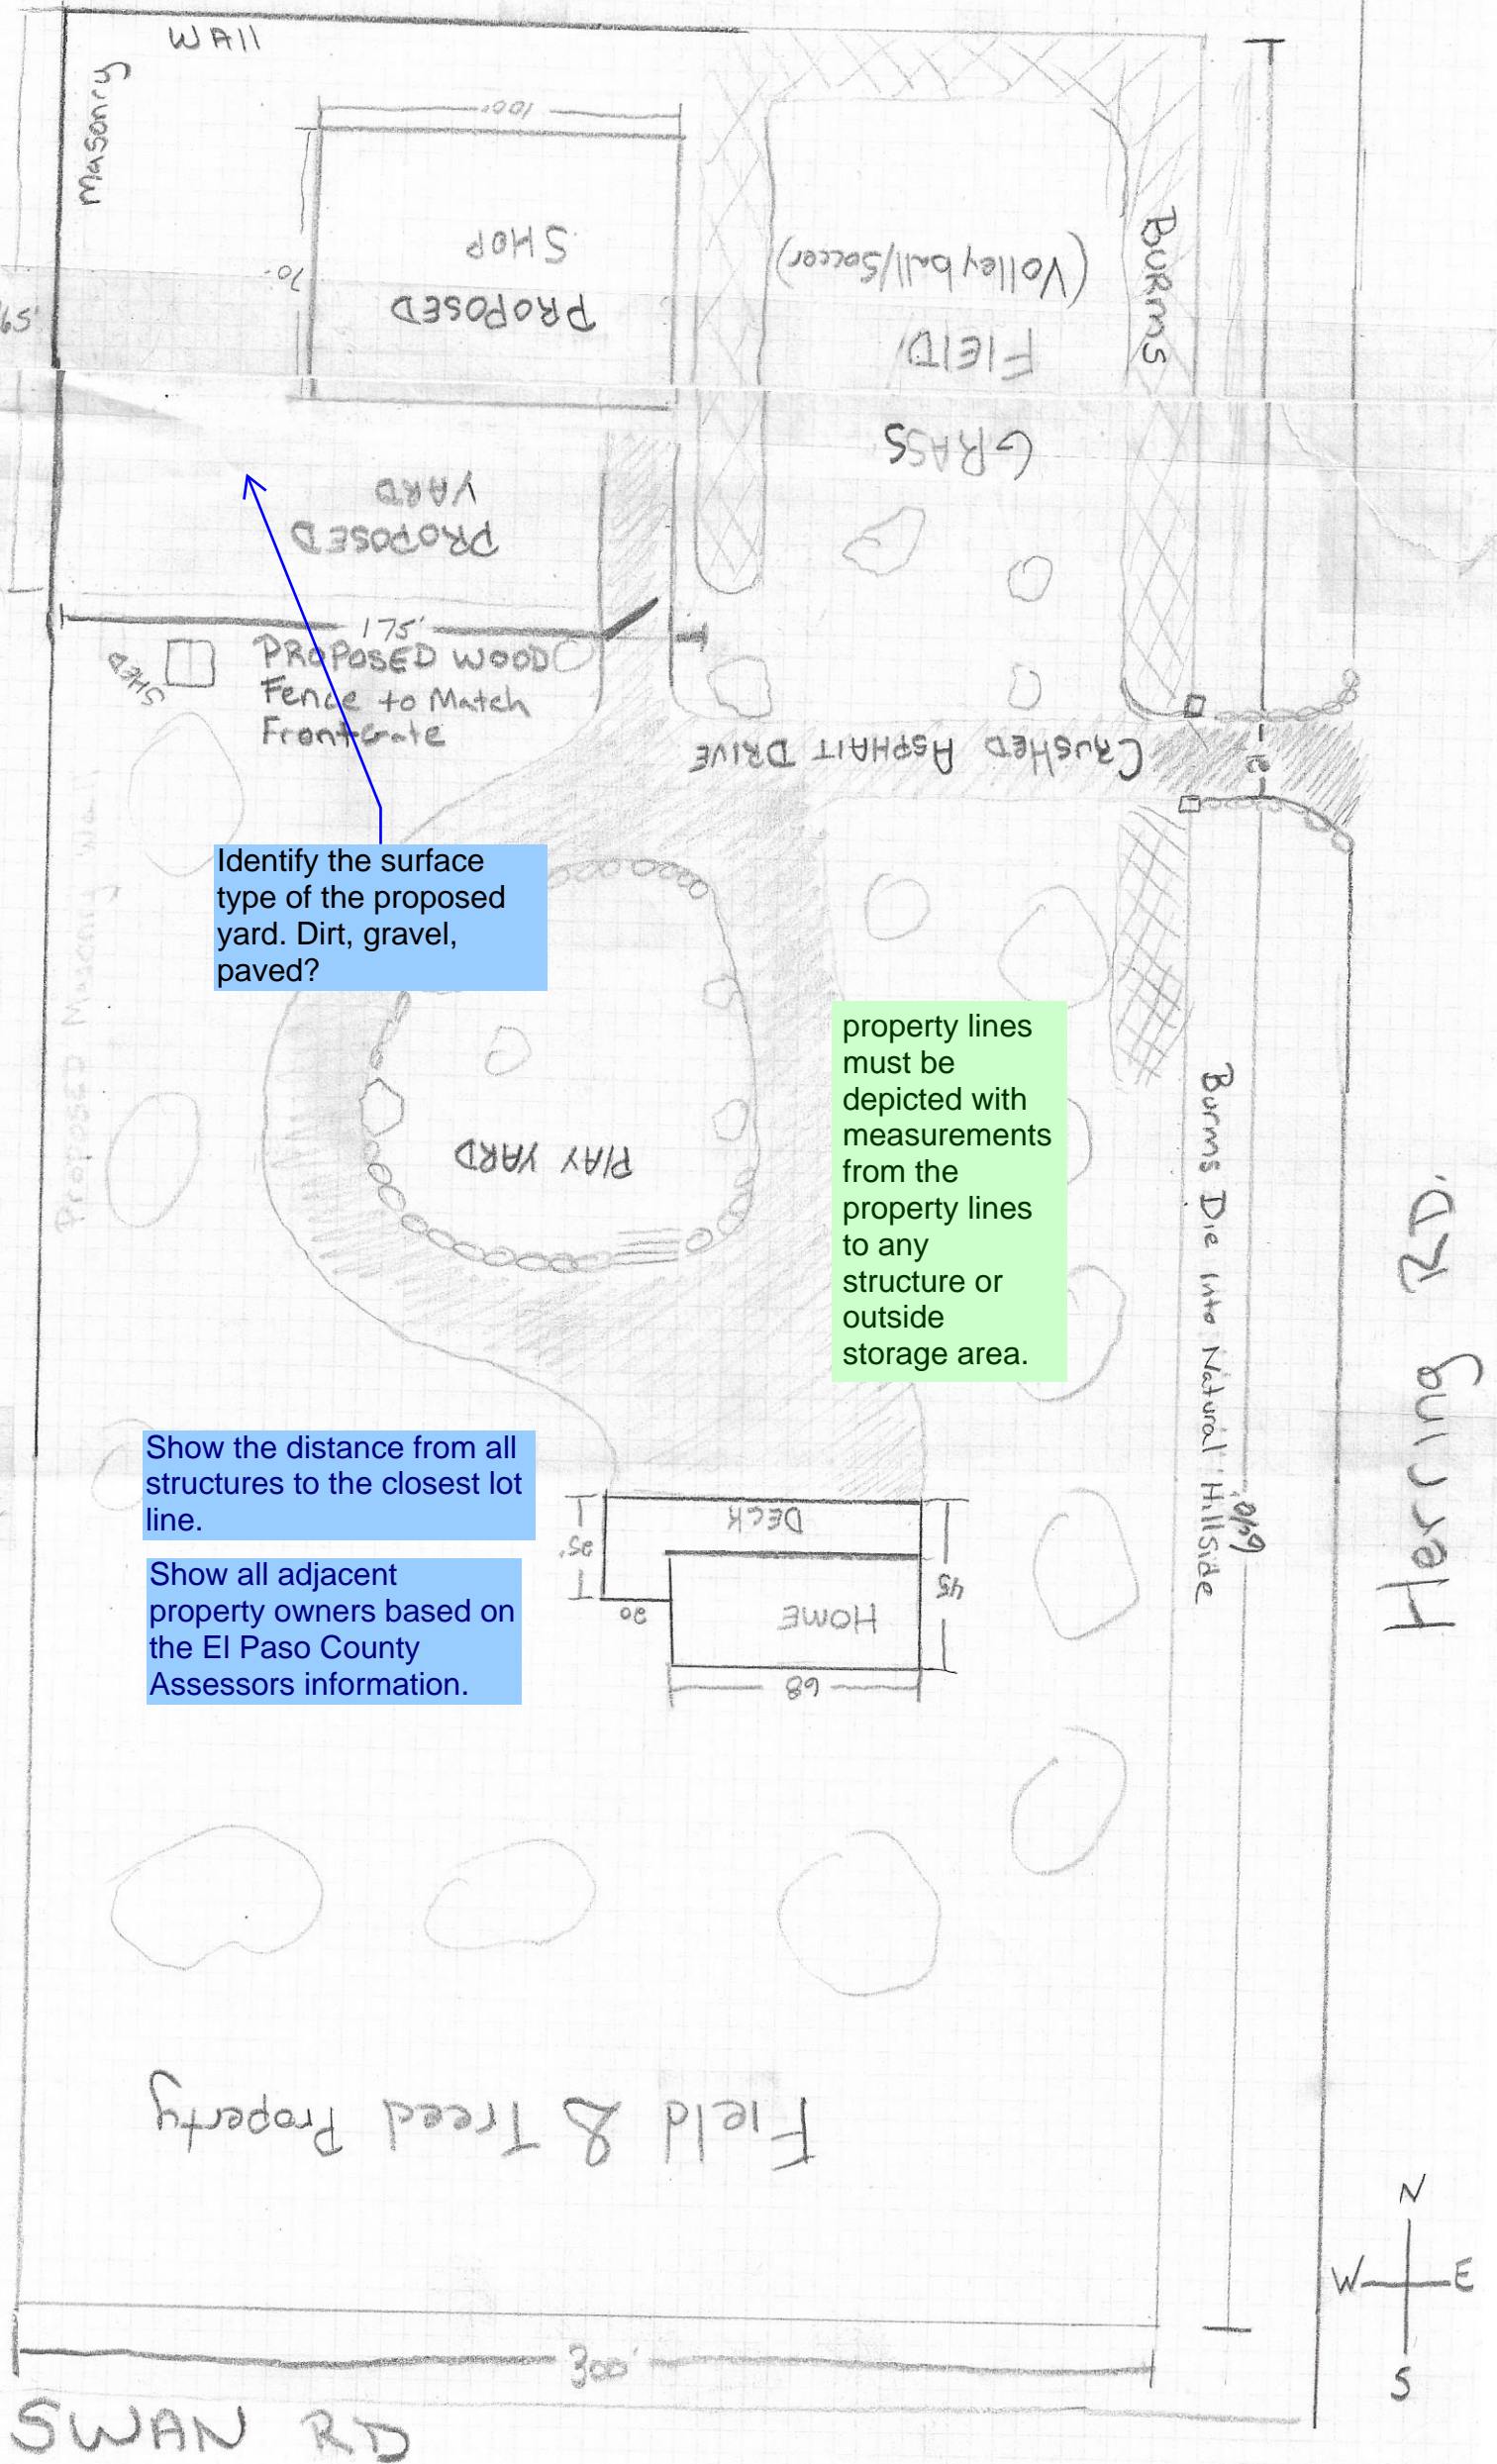 WAll
Masonry
100'
PROPOSED
SHOP
70'
65'
GRASS
FIElD
(Volley ball/Soccer)
Burms
PROPOSED
YARD
175'
SHED
PROPOSED WOOD
Fence to Match
Front Gate
CRUSHED ASPHAlT DRIVE
Proposed Masonry Wall
Identify the surface
type of the proposed
yard. Dirt, gravel,
paved?
PlAY YARD
property lines
must be
depicted with
measurements
from the
property lines
to any
structure or
outside
storage area.
Burms Die Into Natural Hillside
Herring RD.
Show the distance from all
structures to the closest lot
line.
Show all adjacent
property owners based on
the El Paso County
Assessors information.
DECK
25'
20
HOME
45
68
Field & Treed Property
N
W E
S
300'
SWAN RD